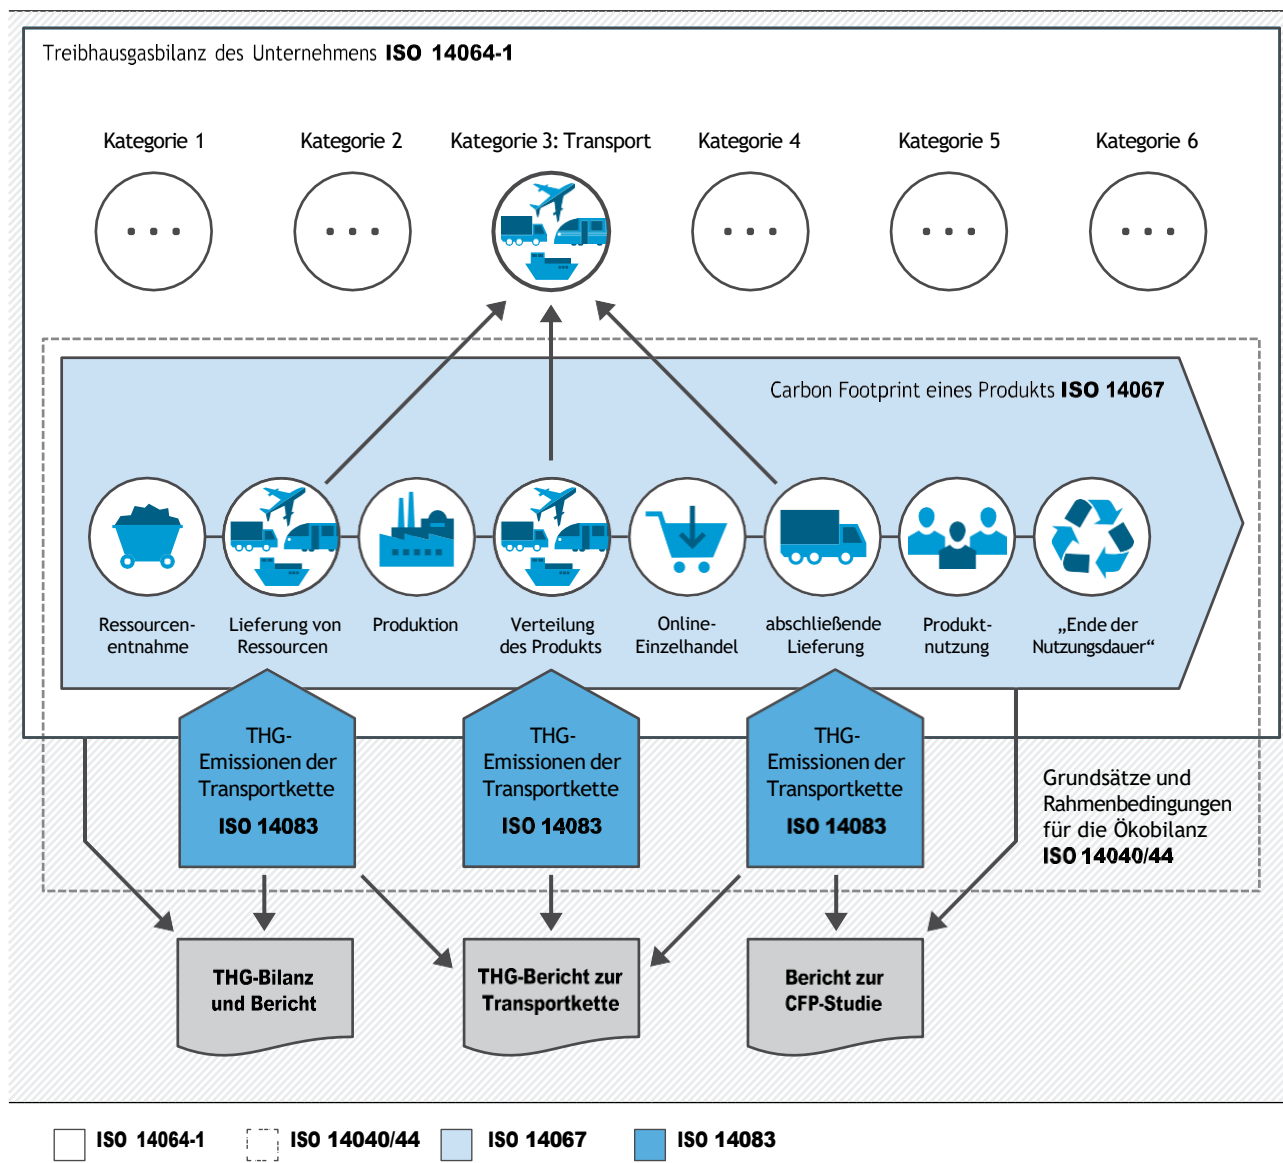 Treibhausgasbilanz des Unternehmens ISO 14064-1
Kategorie 1
Kategorie 2
Kategorie 3: Transport
Kategorie 4
Kategorie 5
Kategorie 6
Carbon Footprint eines Produkts ISO 14067
Ressourcen-
entnahme
Lieferung von
Ressourcen
Produktion
Verteilung
des Produkts
Online-
Einzelhandel
abschließende
Lieferung
Produkt-
nutzung
„Ende der
Nutzungsdauer“
THG-
Emissionen der
Transportkette
ISO 14083
THG-
Emissionen der
Transportkette
ISO 14083
THG-
Emissionen der
Transportkette
ISO 14083
Grundsätze und
Rahmenbedingungen
für die Ökobilanz
ISO 14040/44
THG-Bilanz
und Bericht
THG-Bericht zur
Transportkette
Bericht zur
CFP-Studie
ISO 14064-1
ISO 14040/44
ISO 14067
ISO 14083